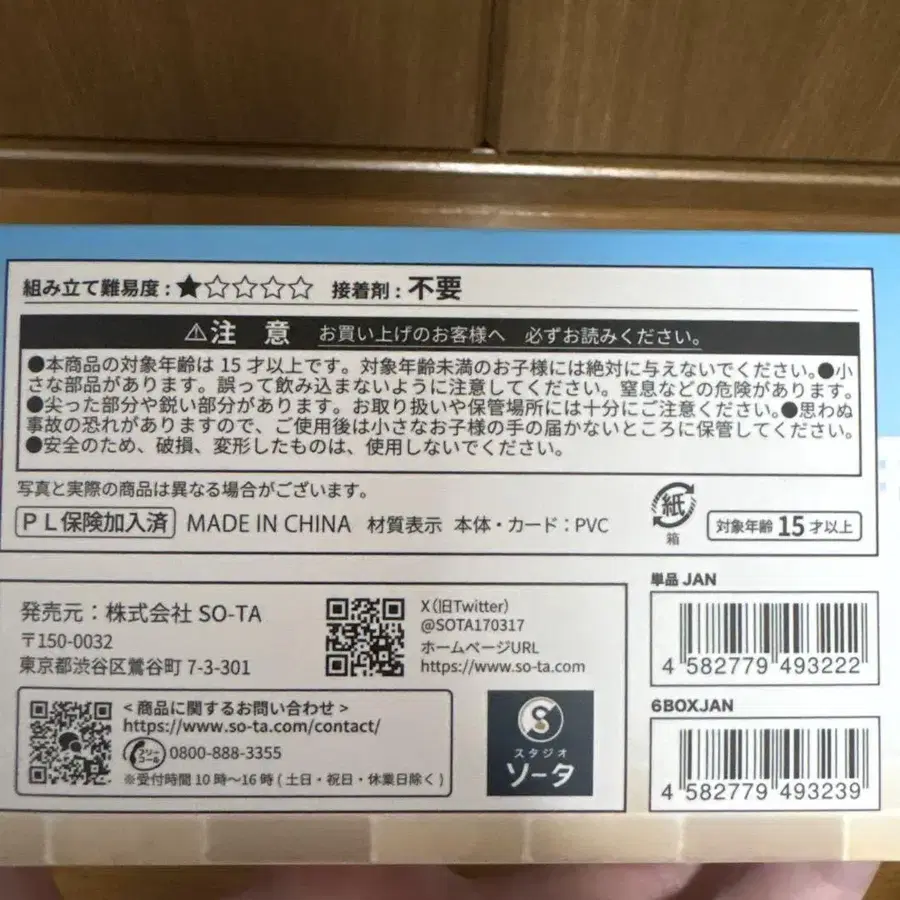 組み立て難易度:★☆☆☆☆ 接着剤:不要
⚠注 意 お買い上げのお客様へ 必ずお読みください。
●本商品の対象年齢は 15 才以上です。対象年齢未満のお子様には絶対に与えないでください。●小
さな部品があります。誤って飲み込まないように注意してください。窒息などの危険があります。
●尖った部分や鋭い部分があります。お取り扱いや保管場所には十分にご注意ください。●思わぬ
事故の恐れがありますので、ご使用後は小さなお子様の手の届かないところに保管してください。
●安全のため、破損、変形したものは、使用しないでください。
写真と実際の商品は異なる場合がございます。
PL保険加入済 MADE IN CHINA 材質表示 本体・カード:PVC
紙
箱
対象年齢 15 才以上
発売元:株式会社 SO-TA
〒150-0032
東京都渋谷区鶯谷町 7-3-301
X(旧Twitter)
@SOTA170317
ホームページURL
https://www.so-ta.com
<商品に関するお問い合わせ>
https://www.so-ta.com/contact/
フリーコール 0800-888-3355
※受付時間 10 時〜16 時 ( 土日・祝日・休業日除く )
スタジオ
ソータ
単品 JAN
4 582779 493222
6BOXJAN
4 582779 493239